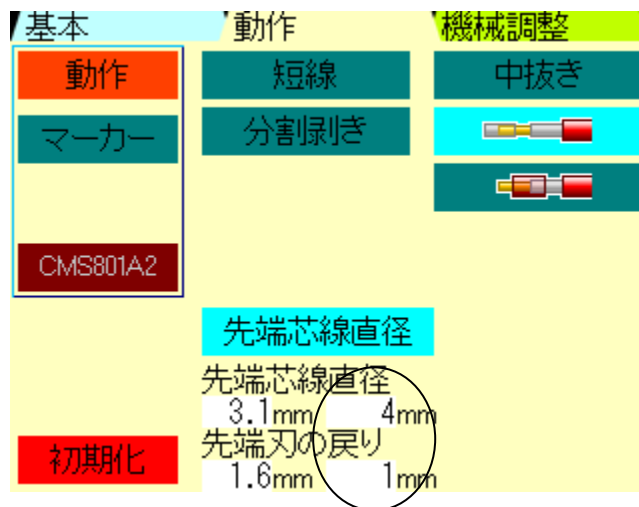 基本 動作 機械調整
動作 短線 中抜き
マーカー 分割剥き
CMS801A2
先端芯線直径
先端芯線直径
3.1mm 4mm
先端刃の戻り
初期化
1.6mm 1mm